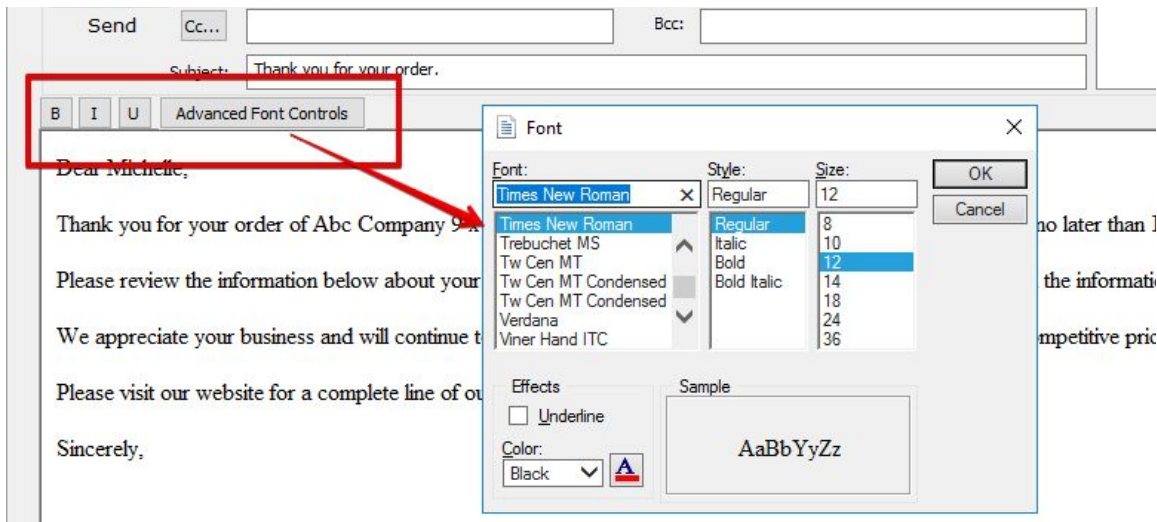 Send Cc... Bcc:
Subject: Thank you for your order.
B I U Advanced Font Controls
Dear Michelle,
Thank you for your order of Abc Company 9 x
no later than 1
Please review the information below about your
the informati
We appreciate your business and will continue t
mpetitive pric
Please visit our website for a complete line of ou
Sincerely,
Font
Font: Style: Size:
Times New Roman Regular 12
OK
Cancel
Times New Roman Regular 8
Trebuchet MS Italic 10
Tw Cen MT Bold 12
Tw Cen MT Condensed Bold Italic 14
Tw Cen MT Condensed 18
Verdana 24
Viner Hand ITC 36
Effects
Underline
Color:
Black
A
Sample
AaBbYyZz